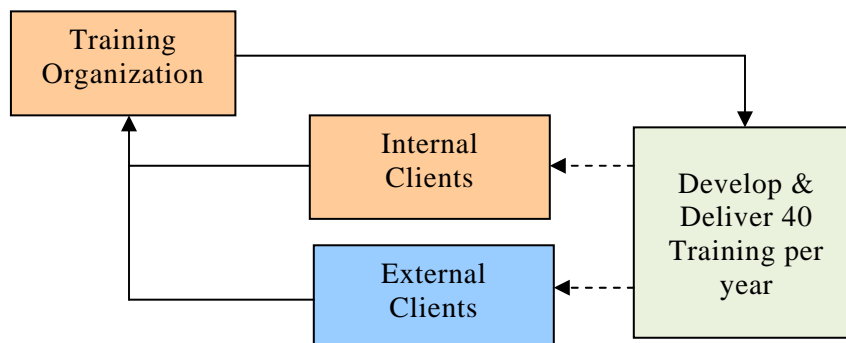 Training
Organization
Internal
Clients
External
Clients
Develop &
Deliver 40
Training per
year